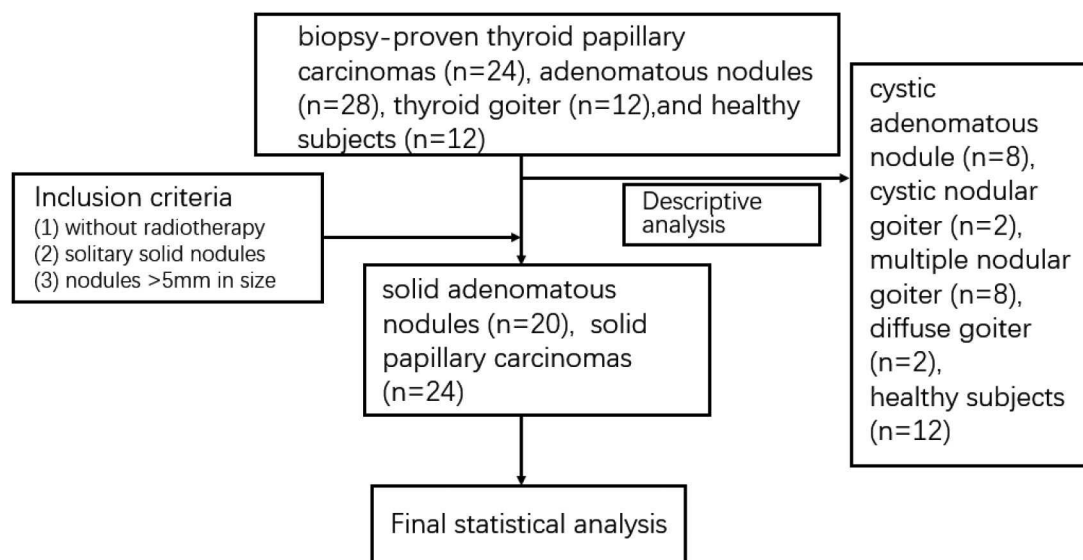 biopsy-proven thyroid papillary
carcinomas (n=24), adenomatous nodules
(n=28), thyroid goiter (n=12),and healthy
subjects (n=12)
Inclusion criteria
(1) without radiotherapy
(2) solitary solid nodules
(3) nodules >5mm in size
Descriptive
analysis
cystic
adenomatous
nodule (n=8),
cystic nodular
goiter (n=2),
multiple nodular
goiter (n=8),
diffuse goiter
(n=2),
healthy subjects
(n=12)
solid adenomatous
nodules (n=20), solid
papillary carcinomas
(n=24)
Final statistical analysis